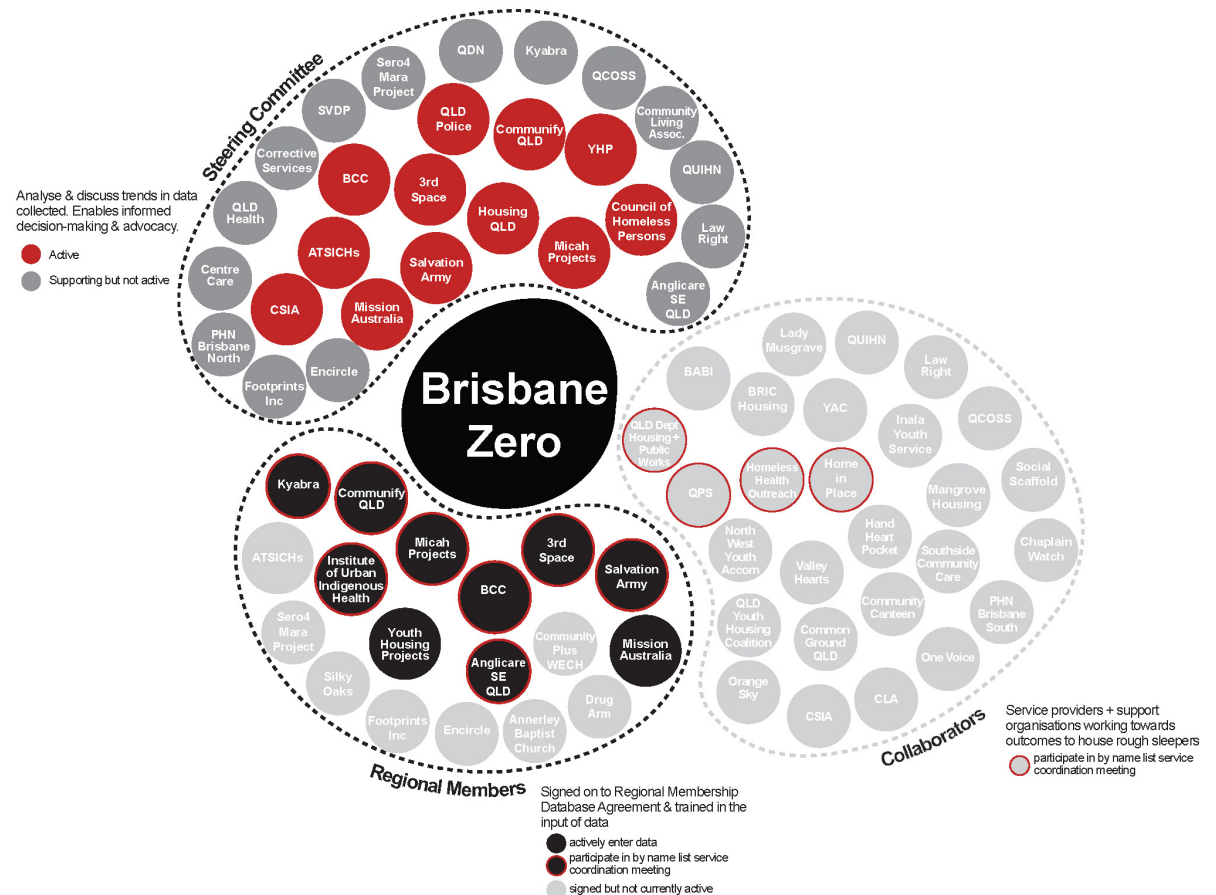 Steering Committee
QDN
Kyabra
QCOSS
Sero4
Mara
Project
SVDP
QLD
Police
Communify
QLD
YHP
Community
Living
Assoc.
Corrective
Services
BCC
3rd
Space
QUIHN
QLD
Health
Housing
QLD
Council of
Homeless
Persons
Law
Right
ATSICHs
Salvation
Army
Micah
Projects
Centre
Care
CSIA
Mission
Australia
Anglicare
SE
QLD
PHN
Brisbane
North
Footprints
Inc
Encircle
Analyse & discuss trends in data
collected. Enables informed
decision-making & advocacy.
Active
Supporting but not active
Brisbane
Zero
Kyabra
Communify
QLD
Micah
Projects
3rd
Space
Salvation
Army
ATSICHs
Institute
of Urban
Indigenous
Health
BCC
Sero4
Mara
Project
Youth
Housing
Projects
Community
Plus
WECH
Mission
Australia
Anglicare
SE
QLD
Silky
Oaks
Footprints
Inc
Encircle
Annerley
Baptist
Church
Drug
Arm
Regional Members
Signed on to Regional Membership
Database Agreement & trained in the
input of data
actively enter data
participate in by name list service
coordination meeting
signed but not currently active
Lady
Musgrave
QUIHN
Law
Right
BABI
BRIC
Housing
YAC
Inala
Youth
Service
QCOSS
QLD Dept
Housing +
Public
Works
QPS
Homeless
Health
Outreach
Home
in
Place
Mangrove
Housing
Social
Scaffold
North
West
Youth
Accom
Valley
Hearts
Hand
Heart
Pocket
Southside
Community
Care
Chaplain
Watch
QLD
Youth
Housing
Coalition
Common
Ground
QLD
Community
Canteen
PHN
Brisbane
South
Orange
Sky
CSIA
CLA
One Voice
Collaborators
Service providers + support
organisations working towards
outcomes to house rough sleepers
participate in by name list service
coordination meeting